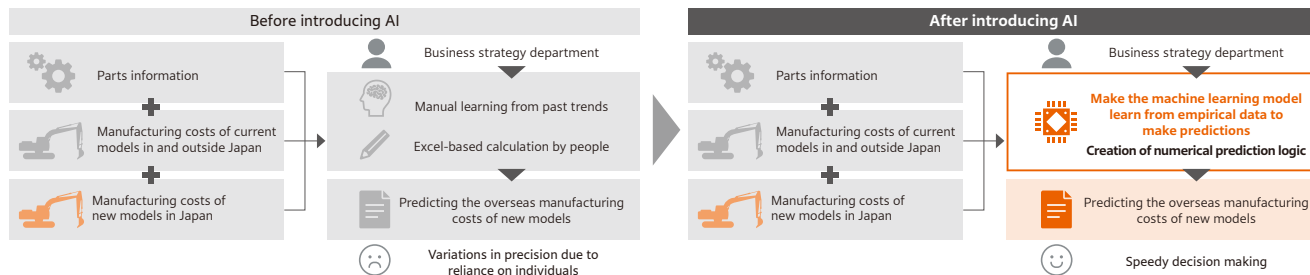 Before introducing AI
Parts information
Manufacturing costs of current
models in and outside Japan
Manufacturing costs of
new models in Japan
Business strategy department
Manual learning from past trends
Excel-based calculation by people
Predicting the overseas manufacturing
costs of new models
Variations in precision due to
reliance on individuals
After introducing AI
Parts information
Manufacturing costs of current
models in and outside Japan
Manufacturing costs of
new models in Japan
Business strategy department
Make the machine learning model
learn from empirical data to
make predictions
Creation of numerical prediction logic
Predicting the overseas manufacturing
costs of new models
Speedy decision making